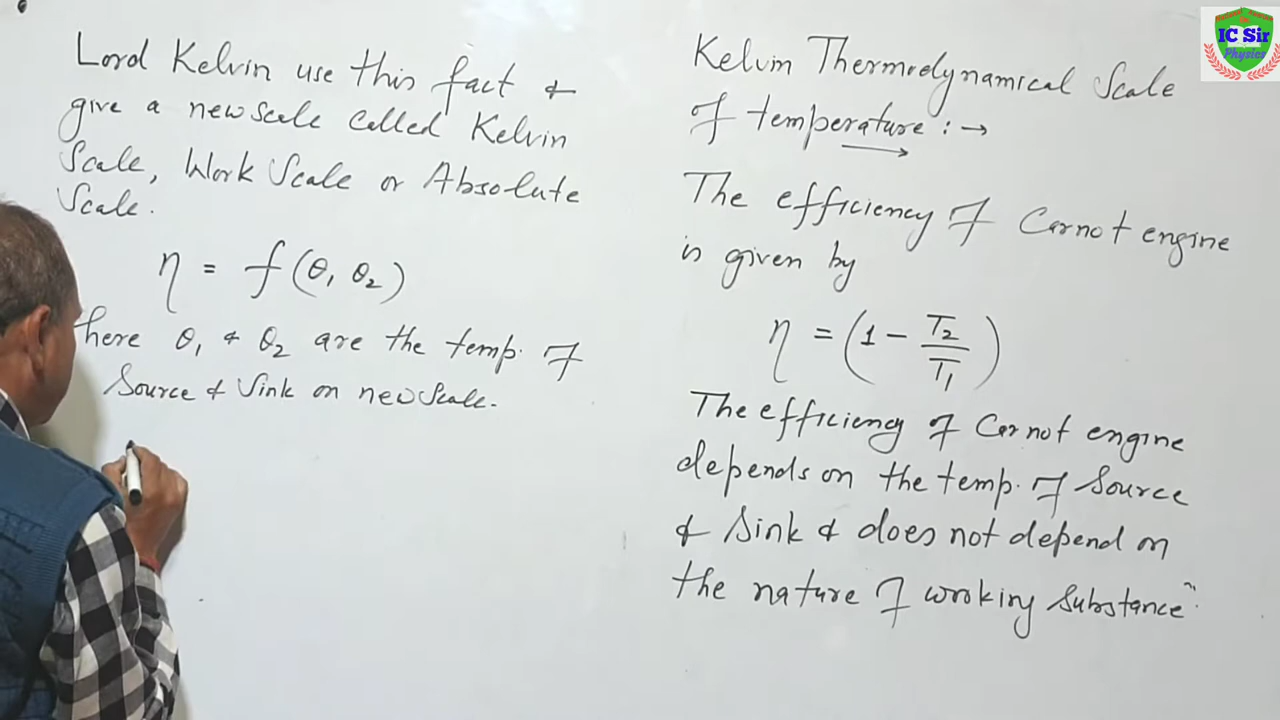 Lord Kelvin use this fact &
give a new scale called Kelvin
Scale, Work Scale or Absolute
Scale.
η = f(θ₁ θ₂)
here θ₁ & θ₂ are the temp. of
Source & Sink on new Scale.
Kelvin Thermodynamical Scale
of temperature :→
The efficiency of Carnot engine
is given by
η = (1 - T₂/T₁)
The efficiency of Carnot engine
depends on the temp. of Source
& Sink & does not depend on
the nature of working Substance".
IC Sir
Physics